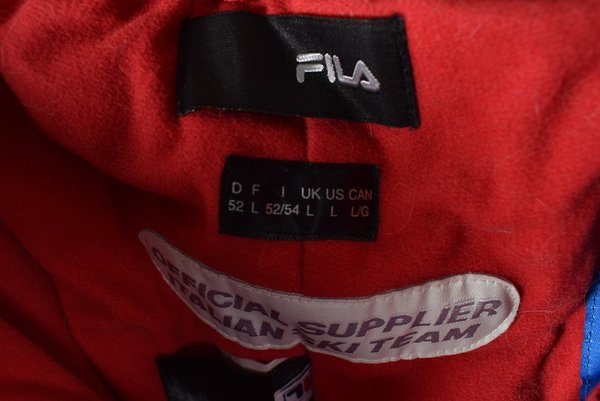 FILA
D F I UK US CAN
52 L 52/54 L L L/G
OFFICIAL SUPPLIER
ITALIAN SKI TEAM